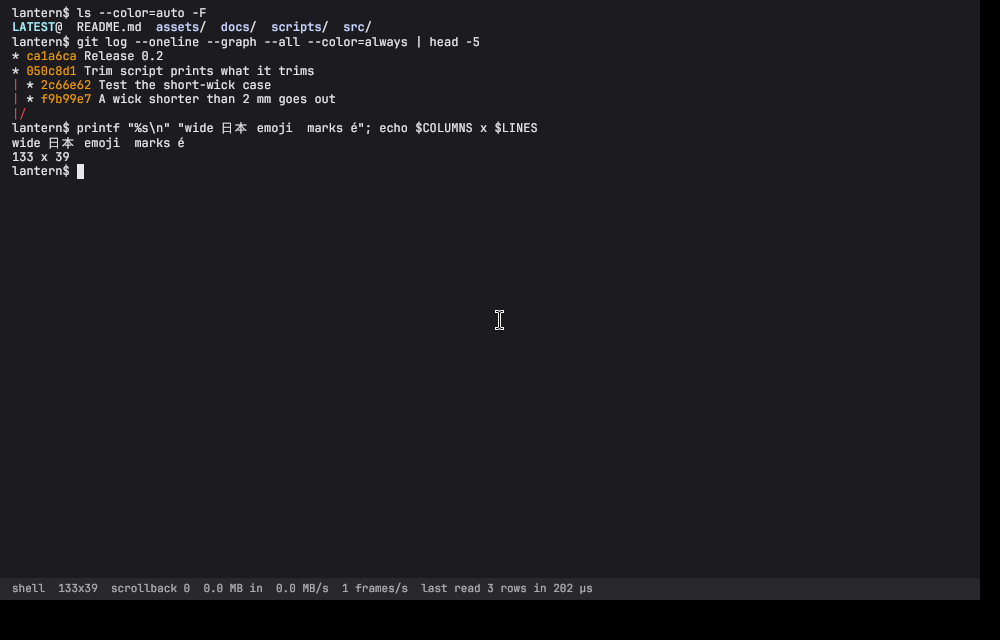 lantern$ ls --color=auto -F
LATEST@  README.md  assets/  docs/  scripts/  src/
lantern$ git log --oneline --graph --all --color=always | head -5
* ca1a6ca Release 0.2
* 050c8d1 Trim script prints what it trims
| * 2c66e62 Test the short-wick case
| * f9b99e7 A wick shorter than 2 mm goes out
|/
lantern$ printf "%s\n" "wide 日本 emoji  marks é"; echo $COLUMNS x $LINES
wide 日本 emoji  marks é
133 x 39
lantern$
shell  133x39  scrollback 0  0.0 MB in  0.0 MB/s  1 frames/s  last read 3 rows in 202 µs